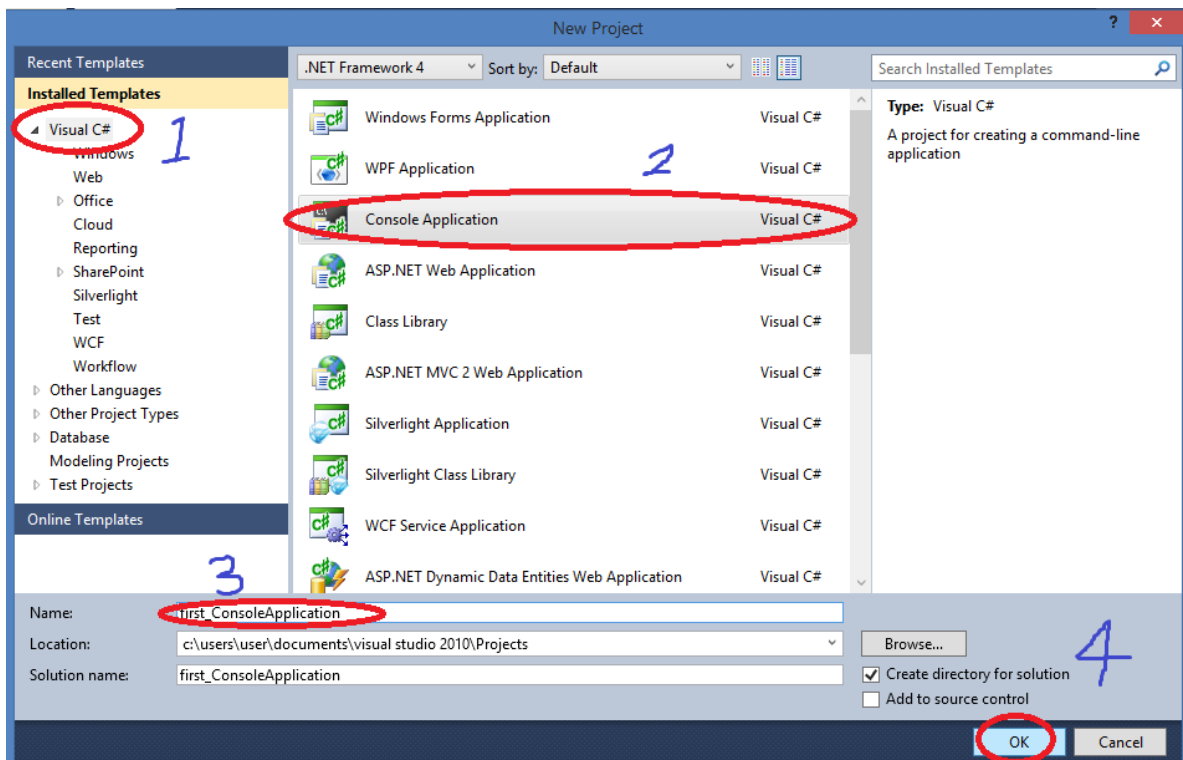 New Project
?
Recent Templates
Installed Templates
Visual C#
Windows
Web
Office
Cloud
Reporting
SharePoint
Silverlight
Test
WCF
Workflow
Other Languages
Other Project Types
Database
Modeling Projects
Test Projects
Online Templates
1
.NET Framework 4
Sort by: Default
Windows Forms Application Visual C#
WPF Application Visual C#
2
Console Application Visual C#
ASP.NET Web Application Visual C#
Class Library Visual C#
ASP.NET MVC 2 Web Application Visual C#
Silverlight Application Visual C#
Silverlight Class Library Visual C#
WCF Service Application Visual C#
ASP.NET Dynamic Data Entities Web Application Visual C#
Search Installed Templates
Type: Visual C#
A project for creating a command-line
application
3
Name: first_ConsoleApplication
Location: c:\users\user\documents\visual studio 2010\Projects
Browse...
Solution name: first_ConsoleApplication
Create directory for solution
Add to source control
4
OK
Cancel